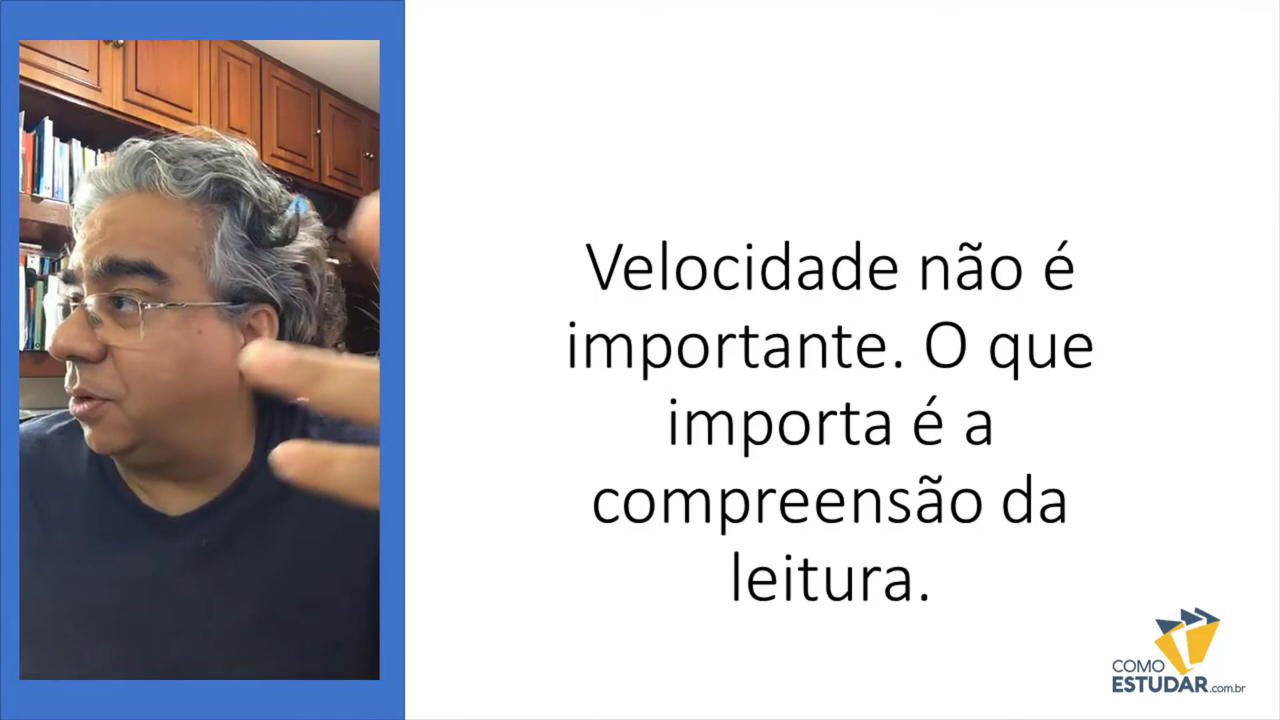 Velocidade não é
importante. O que
importa é a
compreensão da
leitura.
COMO
ESTUDAR.com.br